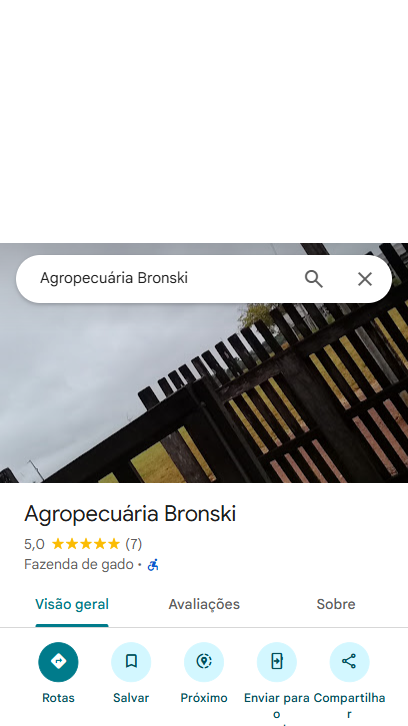 Agropecuária Bronski
Agropecuária Bronski
5,0 (7)
Fazenda de gado ·
Visão geral Avaliações Sobre
Rotas Salvar Próximo Enviar para o Compartilhar